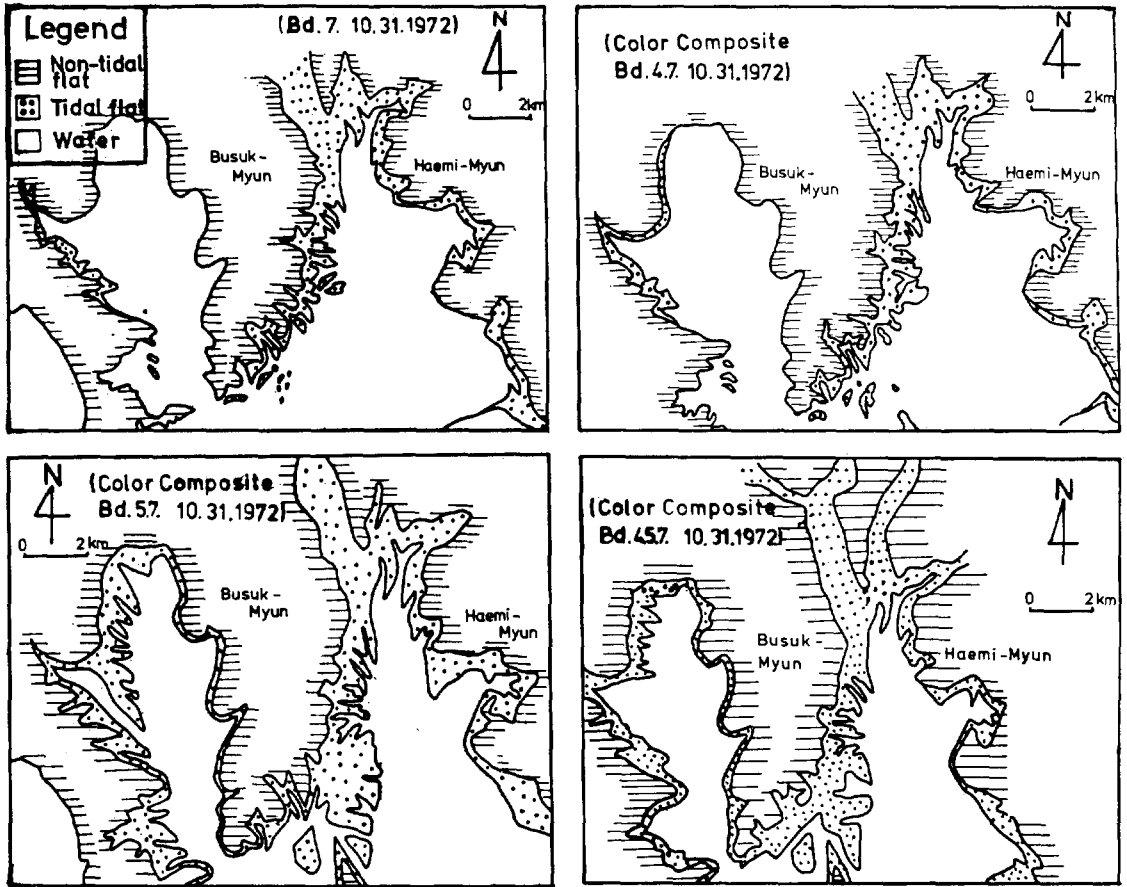 Legend
Non-tidal
flat
Tidal flat
Water
(Bd. 7. 10.31.1972)
N
0 2km
Busuk-
Myun
Haemi-Myun
(Color Composite
Bd. 4.7. 10.31.1972)
N
0 2km
Busuk-
Myun
Haemi-Myun
N
(Color Composite
Bd. 5.7. 10.31.1972)
0 2km
Busuk-
Myun
Haemi-
Myun
(Color Composite
Bd. 4.5.7. 10.31.1972)
N
0 2km
Busuk-
Myun
Haemi-Myun